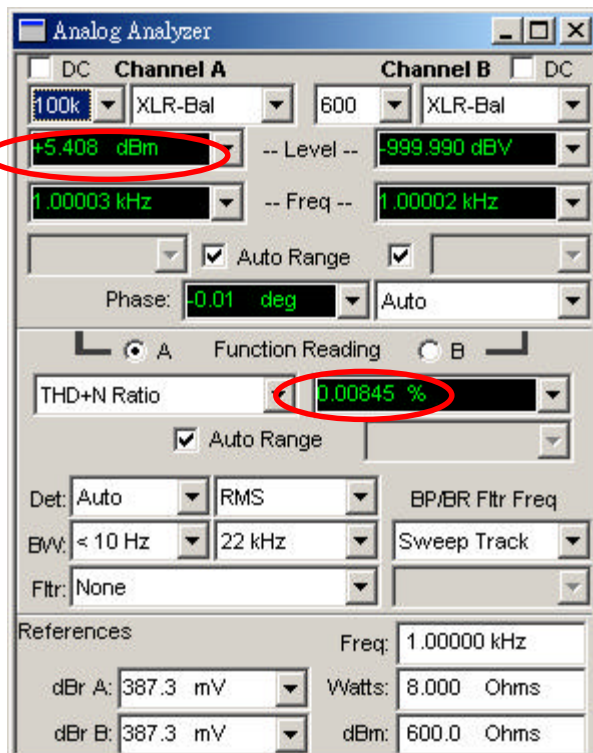 Analog Analyzer
DC Channel A Channel B DC
100k XLR-Bal 600 XLR-Bal
+5.408 dBm -- Level -- -999.990 dBV
1.00003 kHz -- Freq -- 1.00002 kHz
Auto Range
Phase: -0.01 deg Auto
A Function Reading B
THD+N Ratio 0.00845 %
Auto Range
Det: Auto RMS BP/BR Fltr Freq
BW: < 10 Hz 22 kHz Sweep Track
Fltr: None
References Freq: 1.00000 kHz
dBr A: 387.3 mV Watts: 8.000 Ohms
dBr B: 387.3 mV dBm: 600.0 Ohms